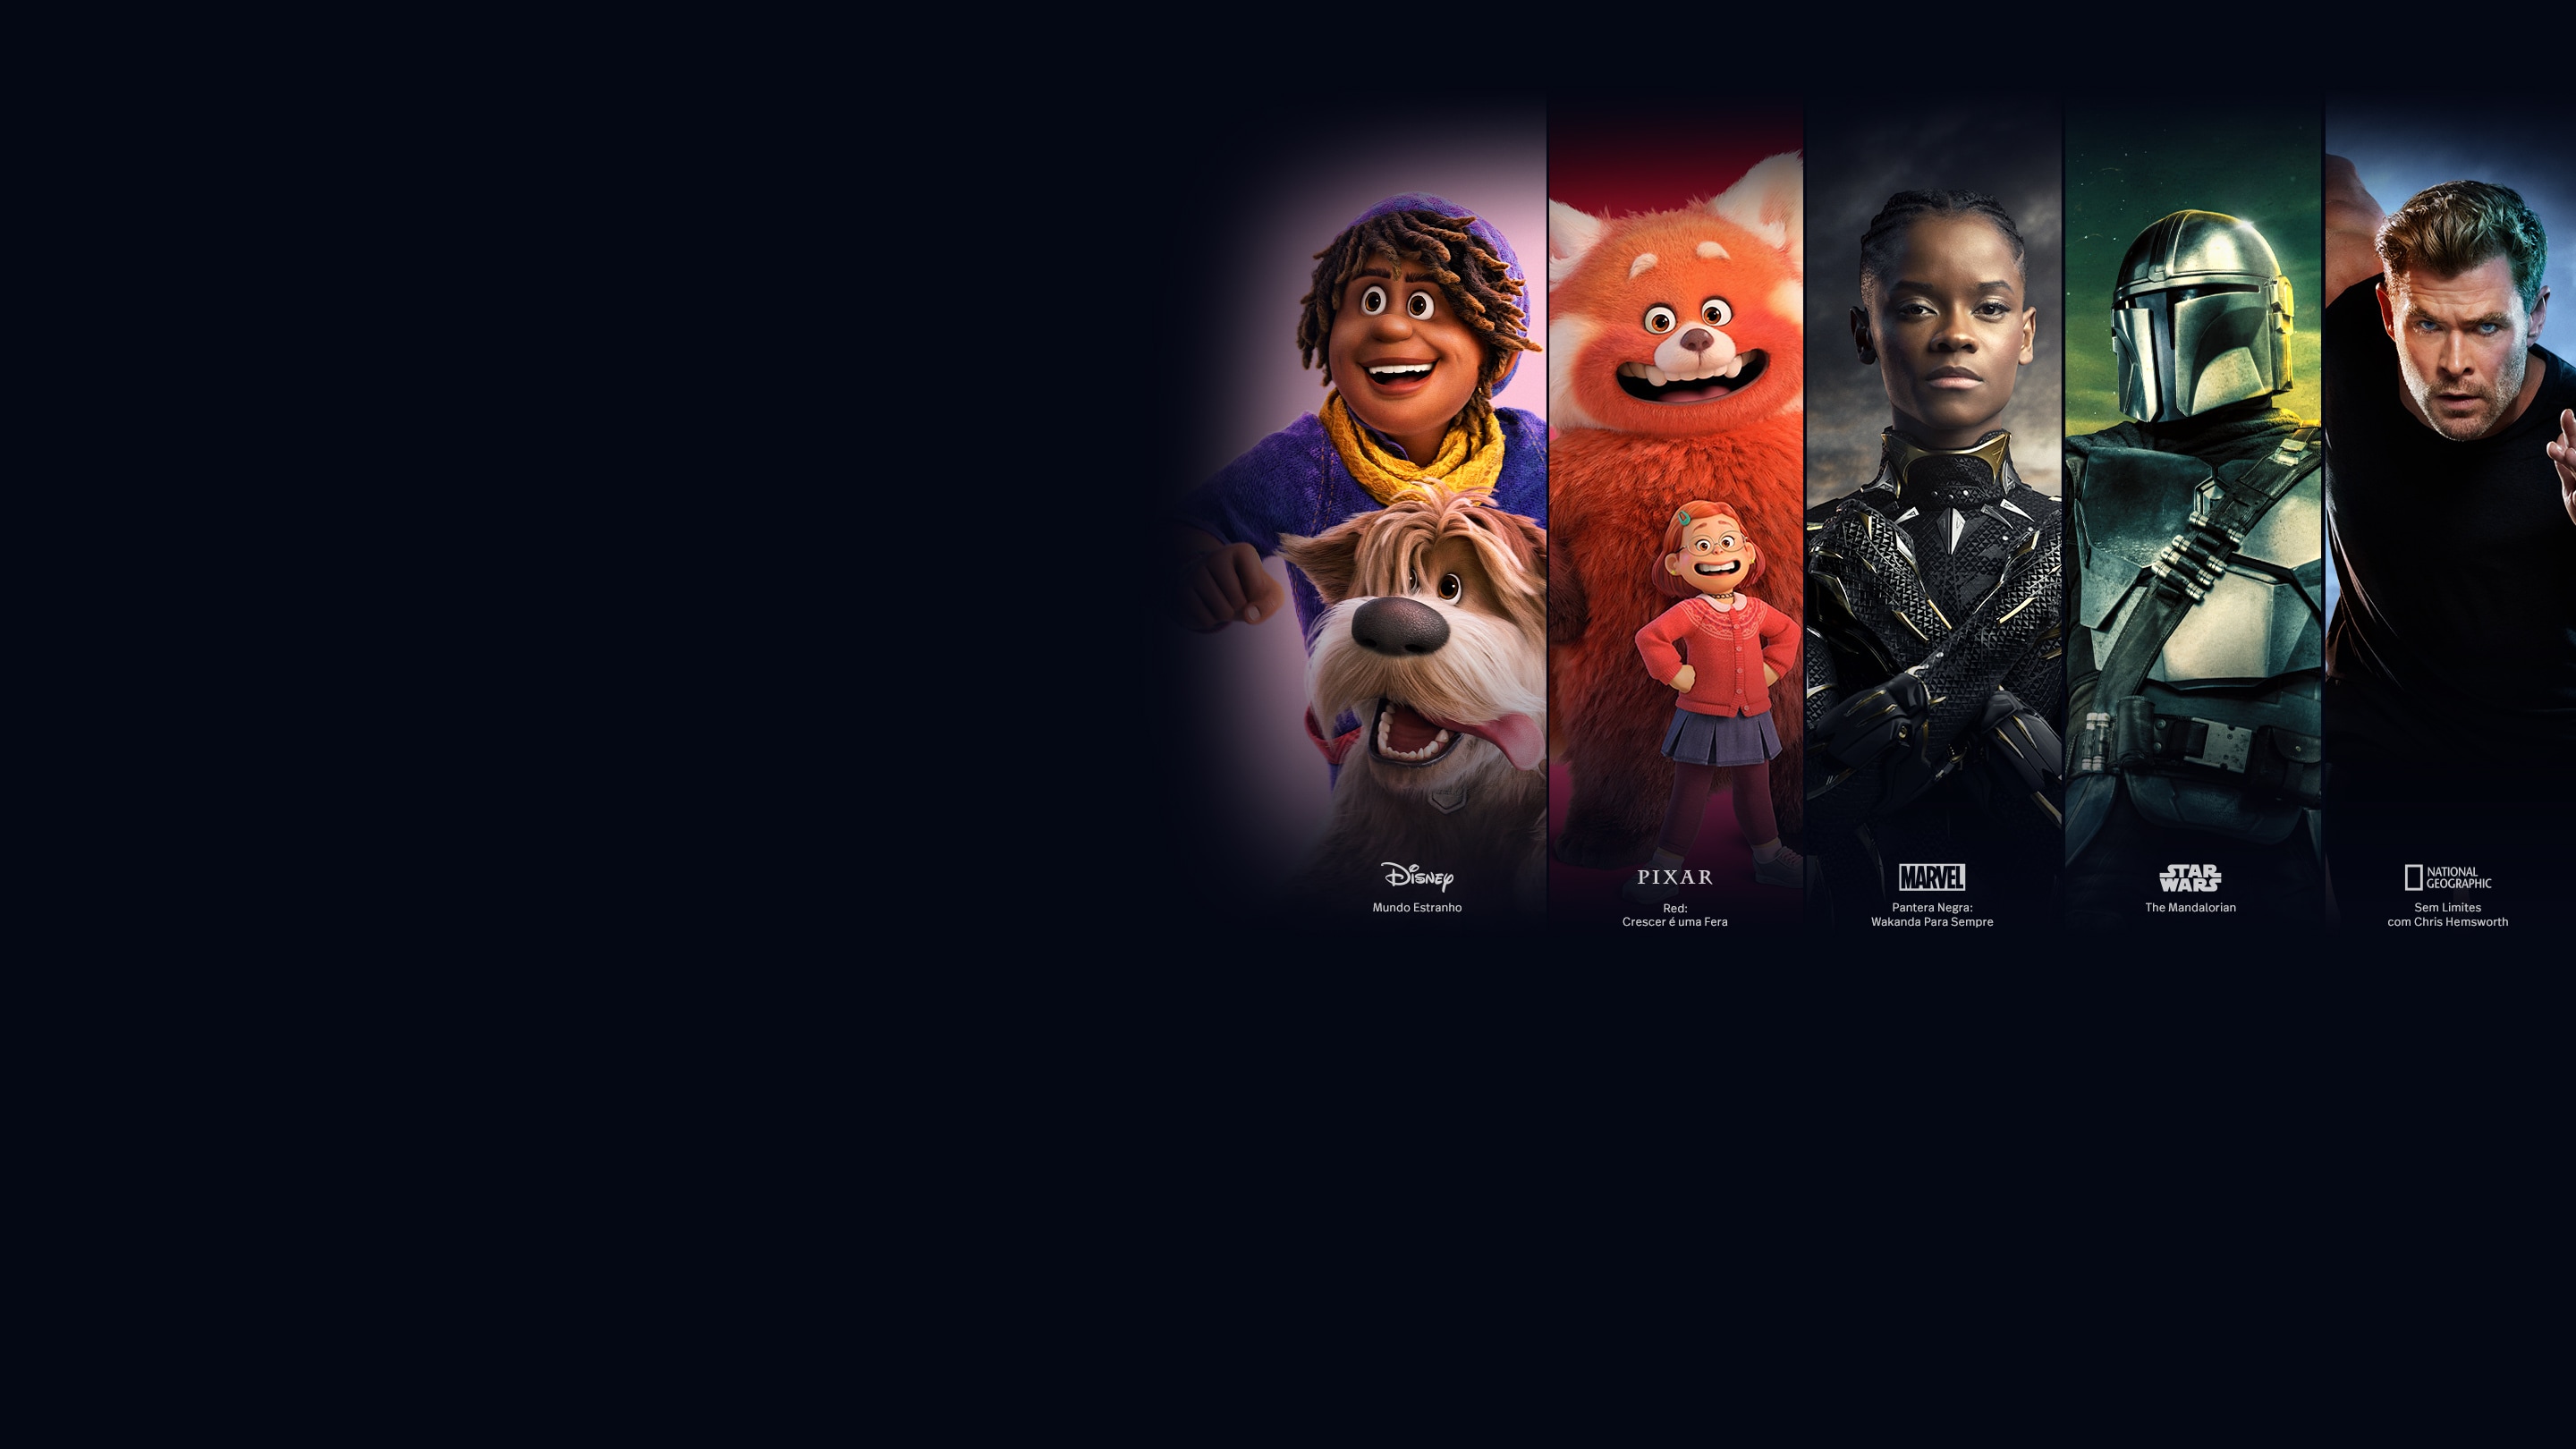 Disney
Mundo Estranho
PIXAR
Red:
Crescer é uma Fera
MARVEL
Pantera Negra:
Wakanda Para Sempre
STAR
WARS
The Mandalorian
NATIONAL
GEOGRAPHIC
Sem Limites
com Chris Hemsworth